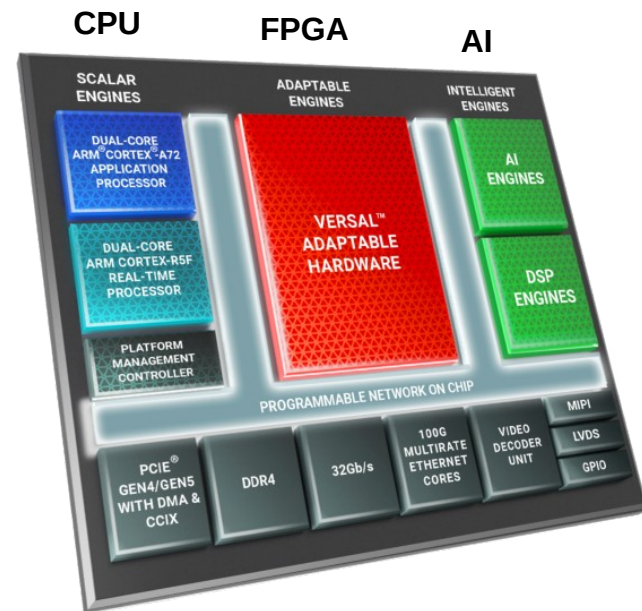 CPU
FPGA
AI
SCALAR
ENGINES
ADAPTABLE
ENGINES
INTELLIGENT
ENGINES
DUAL-CORE
ARM® CORTEX®-A72
APPLICATION
PROCESSOR
DUAL-CORE
ARM CORTEX-R5F
REAL-TIME
PROCESSOR
PLATFORM
MANAGEMENT
CONTROLLER
VERSAL™
ADAPTABLE
HARDWARE
AI
ENGINES
DSP
ENGINES
PROGRAMMABLE NETWORK ON CHIP
PCIE®
GEN4/GEN5
WITH DMA &
CCIX
DDR4
32Gb/s
100G
MULTIRATE
ETHERNET
CORES
VIDEO
DECODER
UNIT
MIPI
LVDS
GPIO